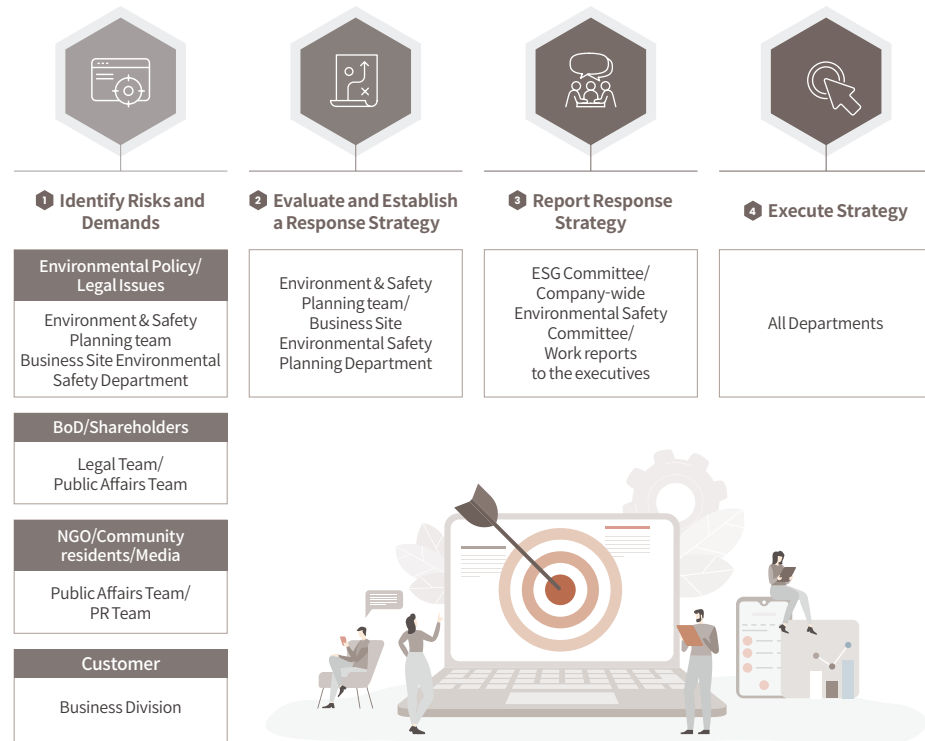 1 Identify Risks and
Demands
Environmental Policy/
Legal Issues
Environment & Safety
Planning team
Business Site Environmental
Safety Department
BoD/Shareholders
Legal Team/
Public Affairs Team
NGO/Community
residents/Media
Public Affairs Team/
PR Team
Customer
Business Division
2 Evaluate and Establish
a Response Strategy
Environment & Safety
Planning team/
Business Site
Environmental Safety
Planning Department
3 Report Response
Strategy
ESG Committee/
Company-wide
Environmental Safety
Committee/
Work reports
to the executives
4 Execute Strategy
All Departments